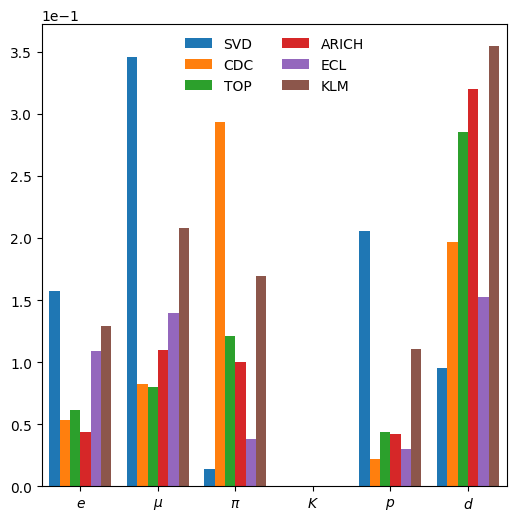 1e−1
3.5
3.0
2.5
2.0
1.5
1.0
0.5
0.0
SVD
CDC
TOP
ARICH
ECL
KLM
e μ π K p d